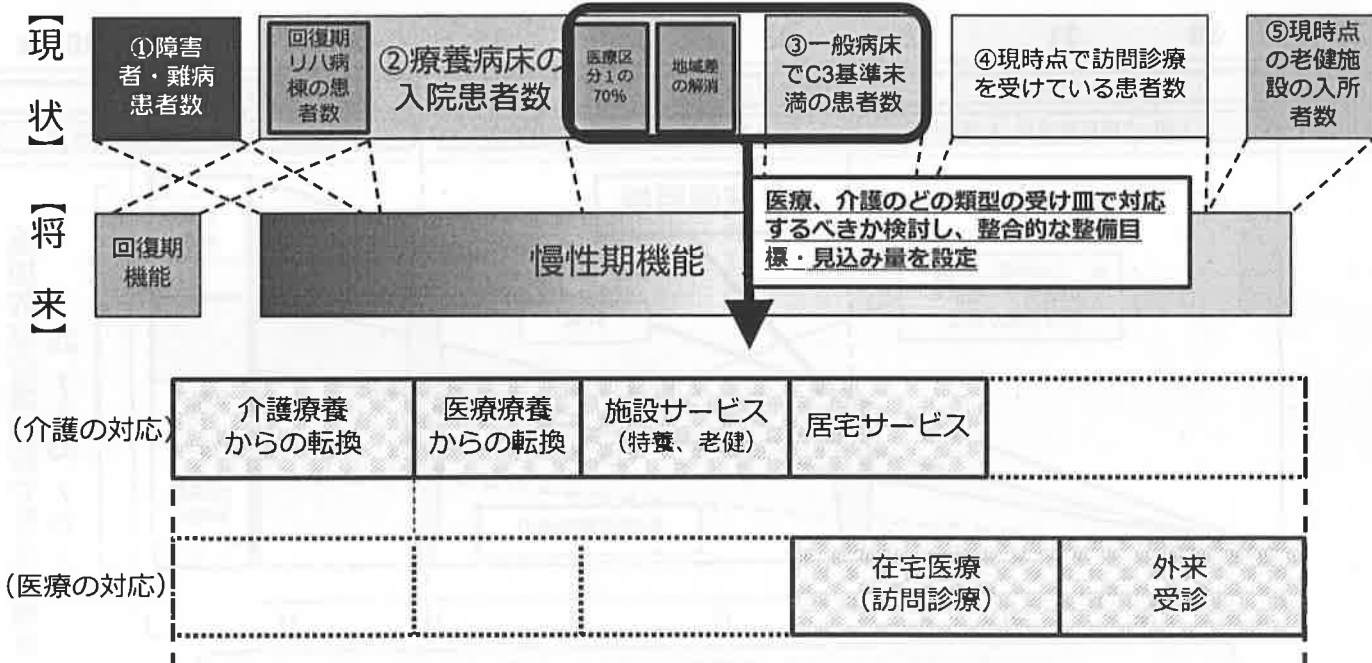 【現状】
①障害
者・難病
患者数
回復期
リハ病
棟の患
者数
②療養病床の
入院患者数
医療区
分1の
70%
地域差
の解消
③一般病床
でC3基準未
満の患者数
④現時点で訪問診療
を受けている患者数
⑤現時点
の老健施
設の入所
者数
【将来】
回復期
機能
慢性期機能
医療、介護のどの類型の受け皿で対応
するべきか検討し、整合的な整備目
標・見込み量を設定
(介護の対応)
介護療養
からの転換
医療療養
からの転換
施設サービス
(特養、老健)
居宅サービス
(医療の対応)
在宅医療
(訪問診療)
外来
受診